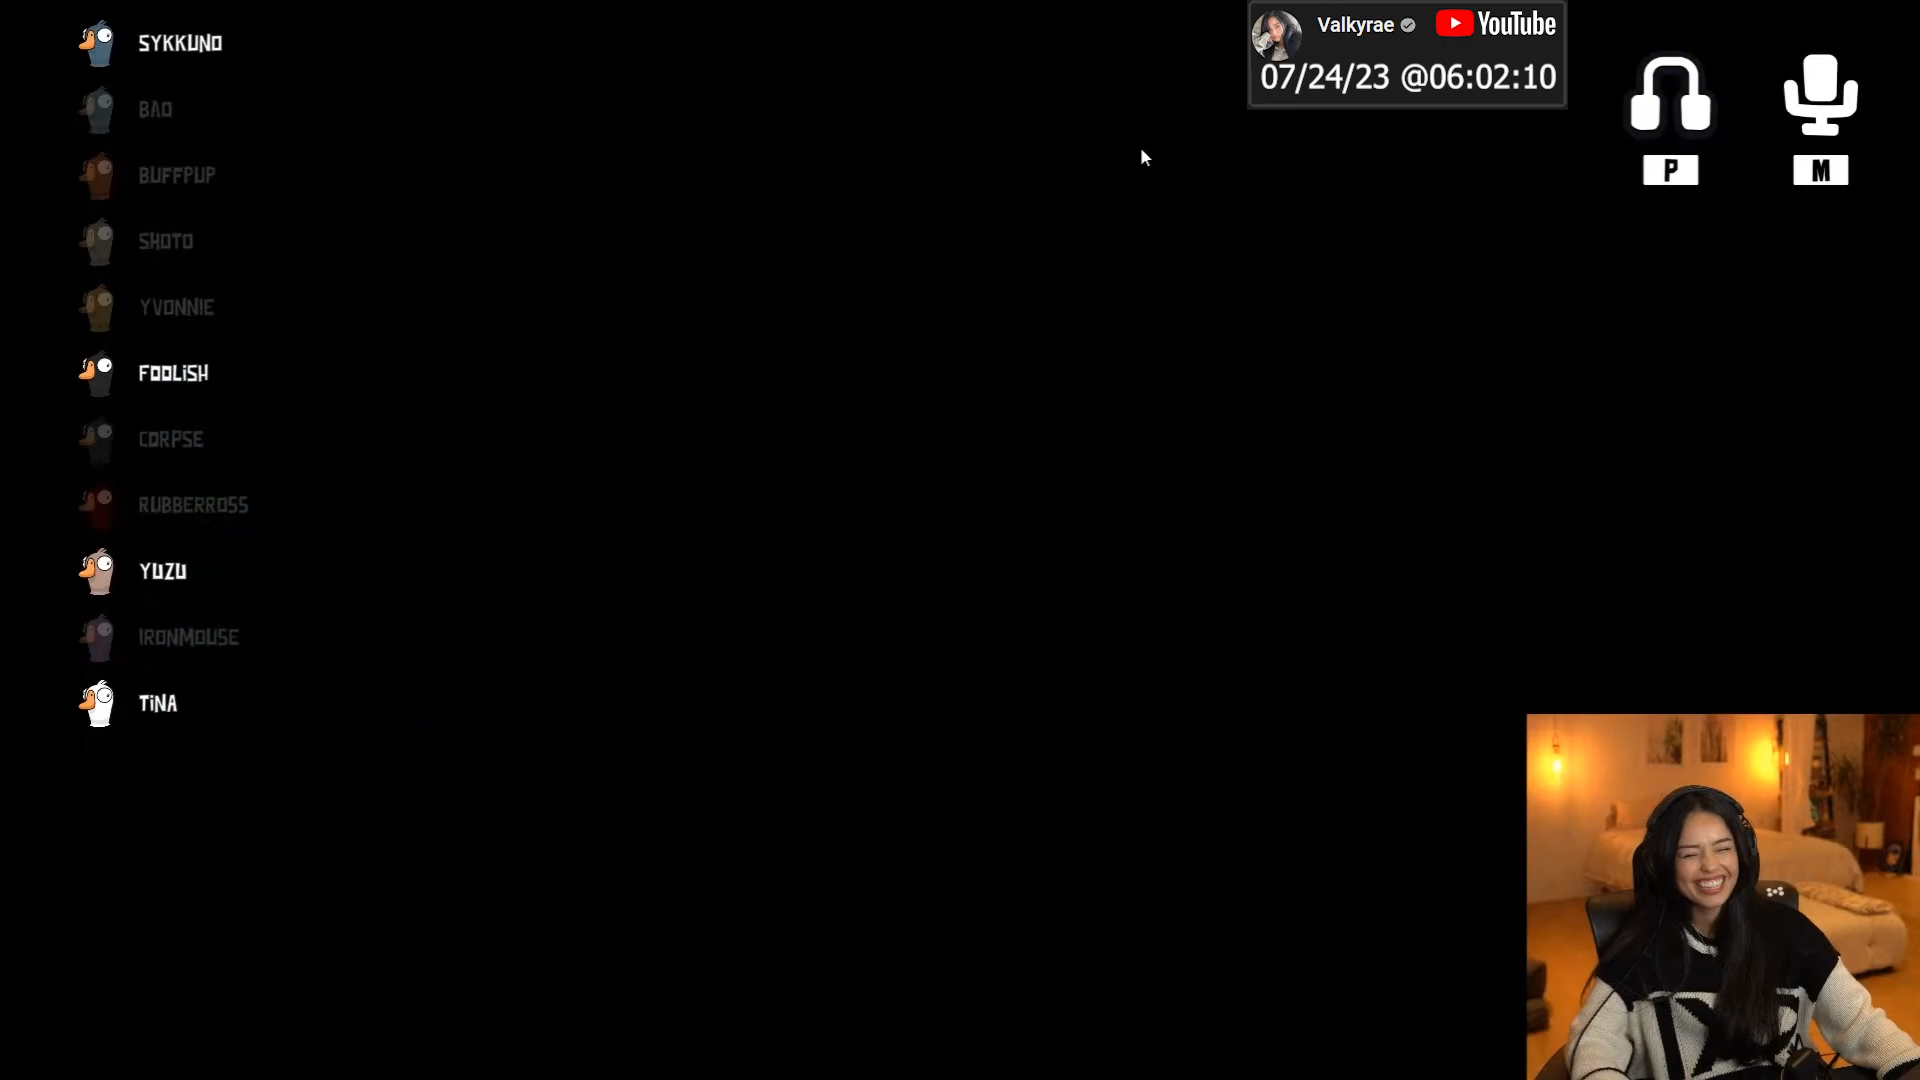 SYKKUNO
BAO
BUFFPUP
SHOTO
YVONNIE
FOOLiSH
CORPSE
RUBBERROSS
YUZU
IRONMOUSE
TiNA
Valkyrae YouTube
07/24/23 @06:02:10
P M